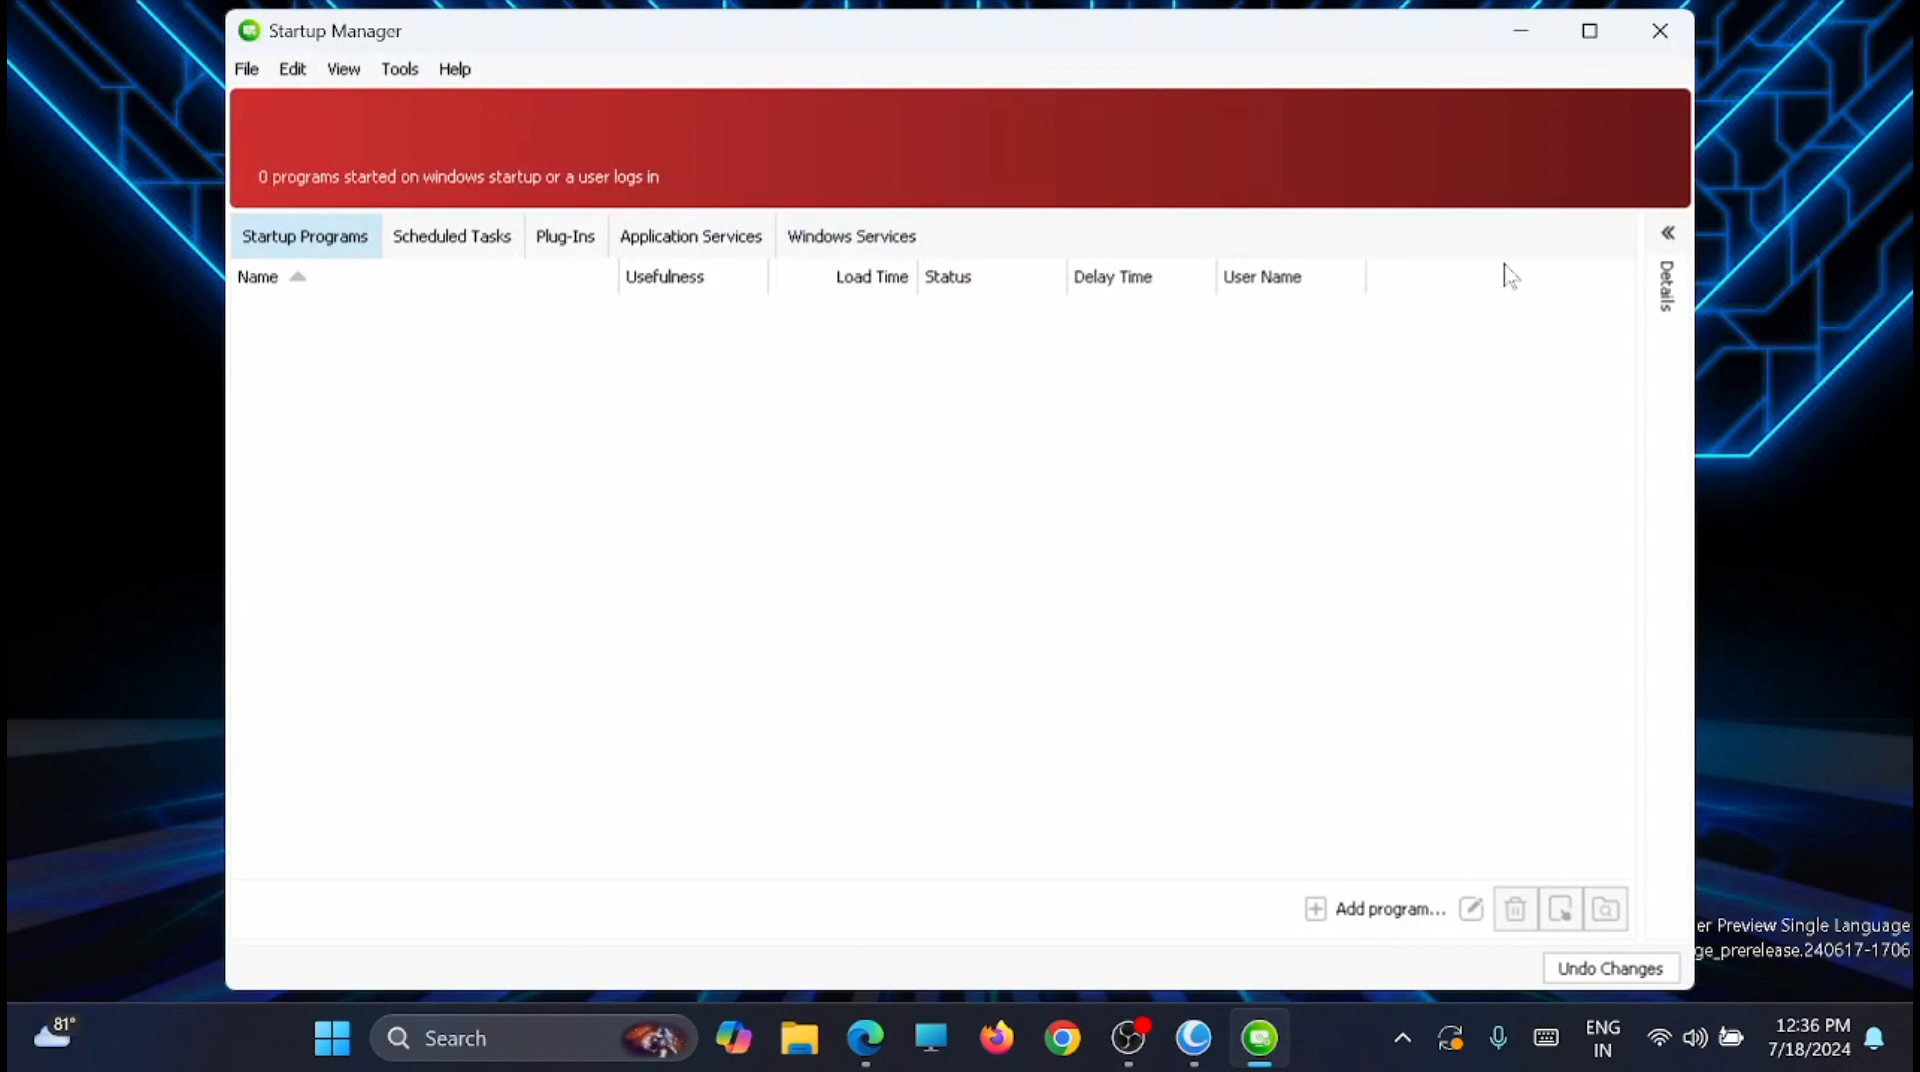 Startup Manager
File Edit View Tools Help
0 programs started on windows startup or a user logs in
Startup Programs Scheduled Tasks Plug-Ins Application Services Windows Services
Name Usefulness Load Time Status Delay Time User Name
Details
Add program...
er Preview Single Language
ge_prerelease.240617-1706
Undo Changes
81°
Search
ENG
IN
12:36 PM
7/18/2024